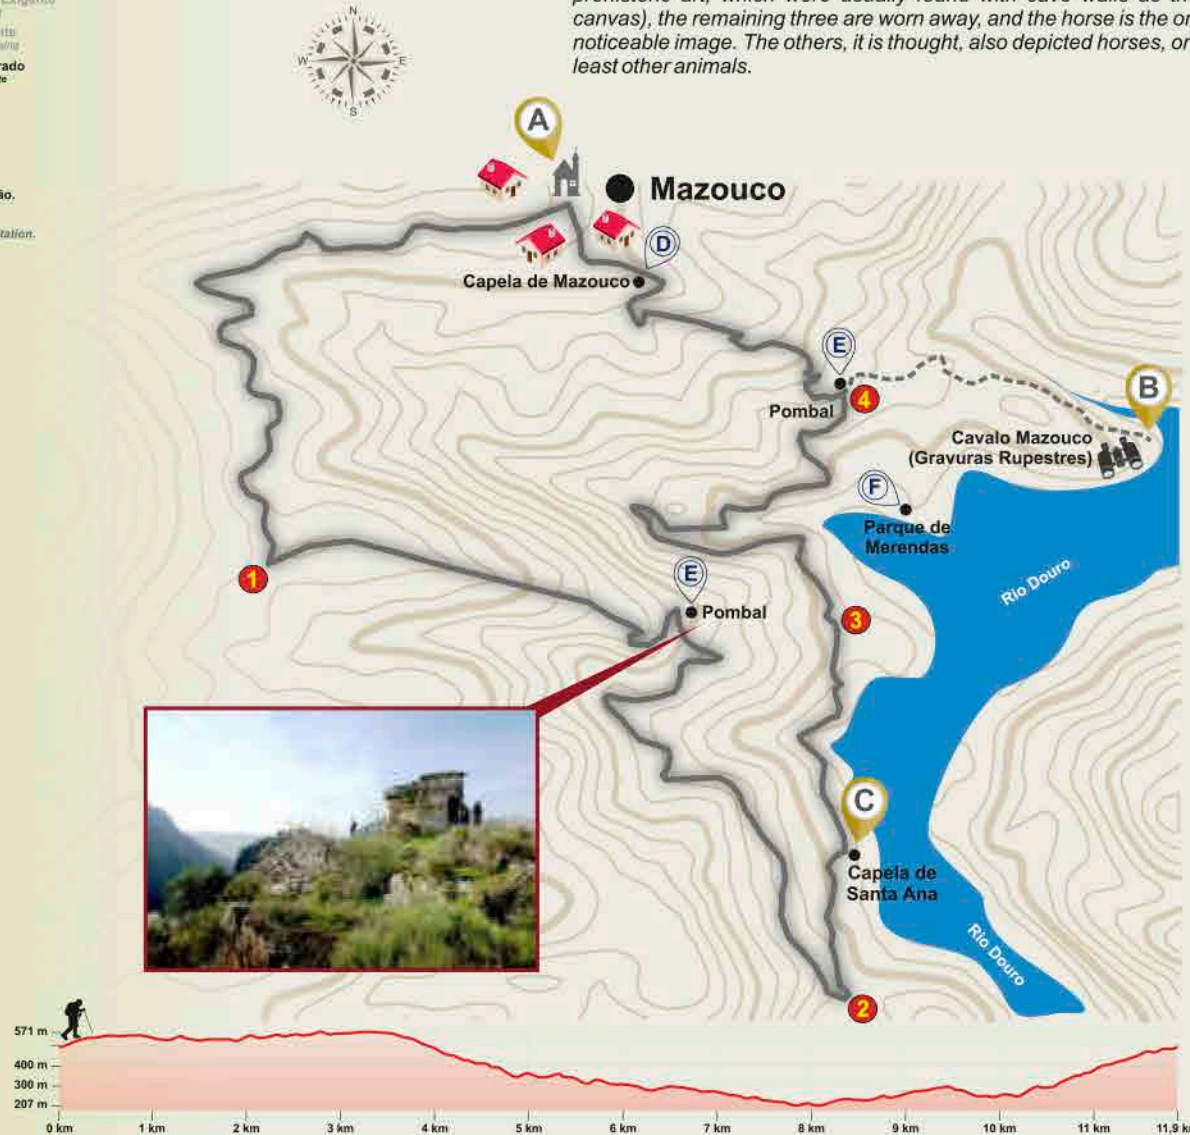 canvas), the remaining three are worn away, and the horse is the
noticeable image. The others, it is thought, also depicted horses, or
least other animals.
N
W E
S
A
Mazouco
D
Capela de Mazouco
E
B
4
Pombal
Cavalo Mazouco
(Gravuras Rupestres)
F
Parque de
Merendas
Rio Douro
1
E
Pombal
3
C
Capela de
Santa Ana
Rio Douro
2
571 m
400 m
300 m
207 m
0 km 1 km 2 km 3 km 4 km 5 km 6 km 7 km 8 km 9 km 10 km 11 km 11,9